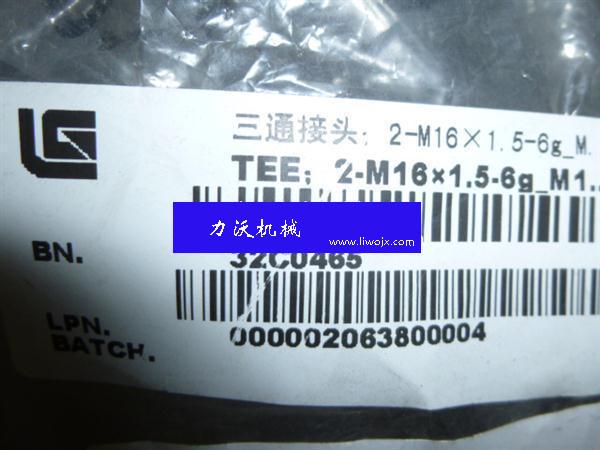 三通接头；2-M16×1.5-6g_M.
TEE；2-M16×1.5-6g_M1..
力沃机械
www.liwojx.com
BN.
32C0465
LPN.
BATCH.
000002063800004